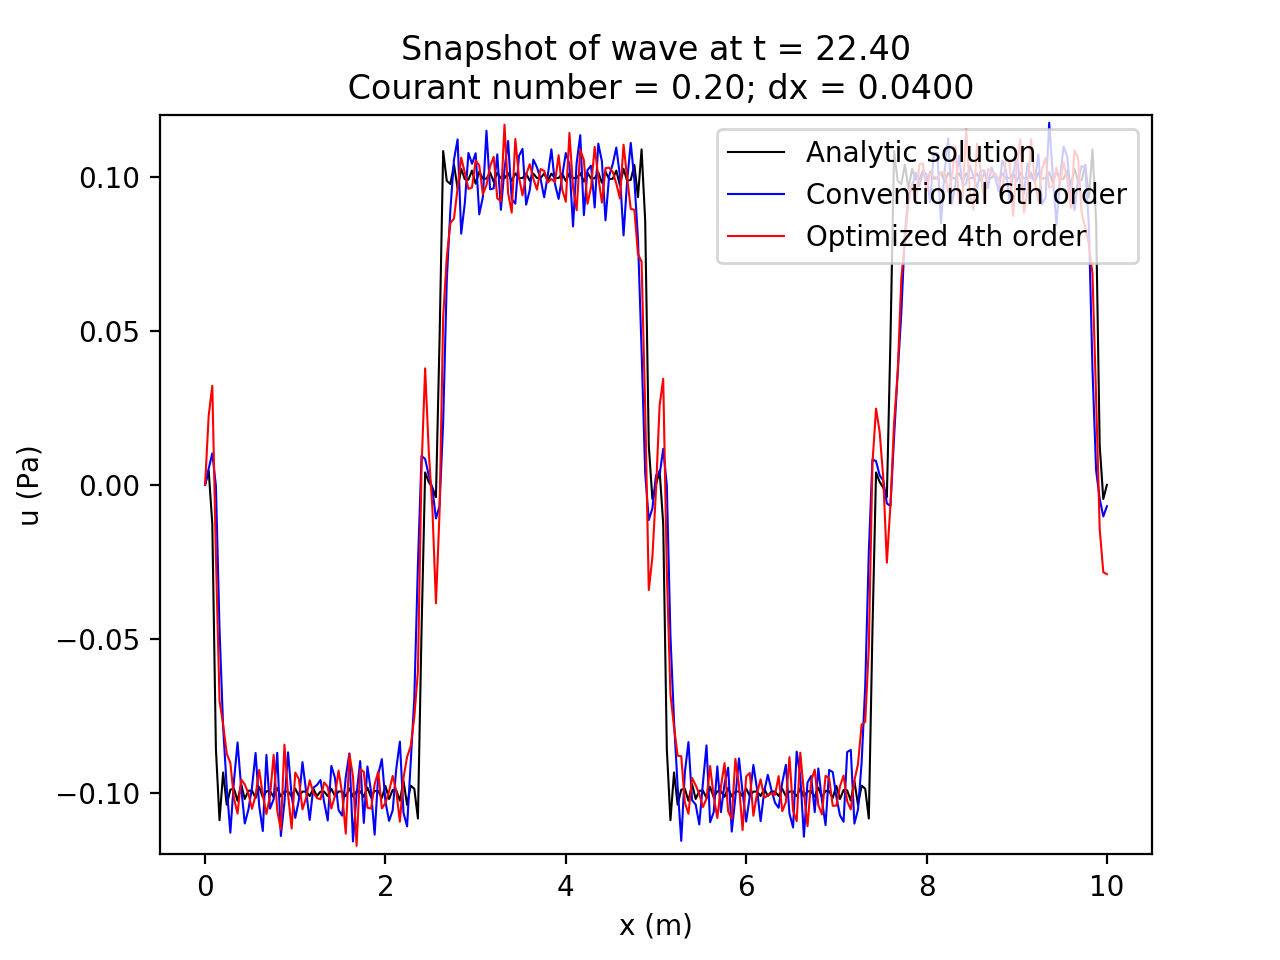 Snapshot of wave at t = 22.40
Courant number = 0.20; dx = 0.0400
Analytic solution
Conventional 6th order
Optimized 4th order
u (Pa)
0.10
0.05
0.00
−0.05
−0.10
0 2 4 6 8 10
x (m)